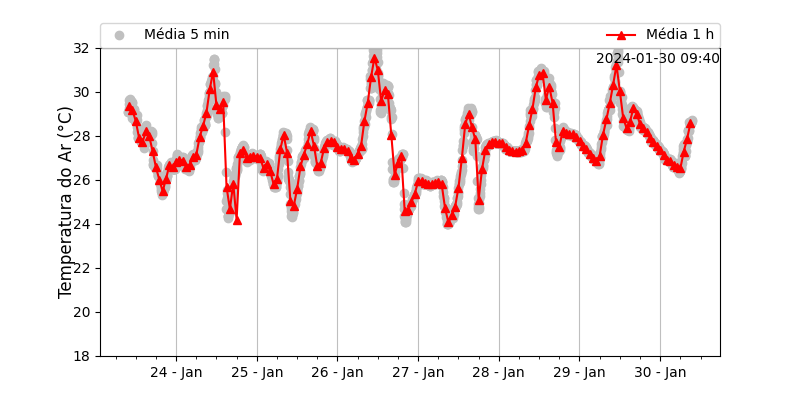 Média 5 min
Média 1 h
2024-01-30 09:40
Temperatura do Ar (°C)
32
30
28
26
24
22
20
18
24 - Jan
25 - Jan
26 - Jan
27 - Jan
28 - Jan
29 - Jan
30 - Jan